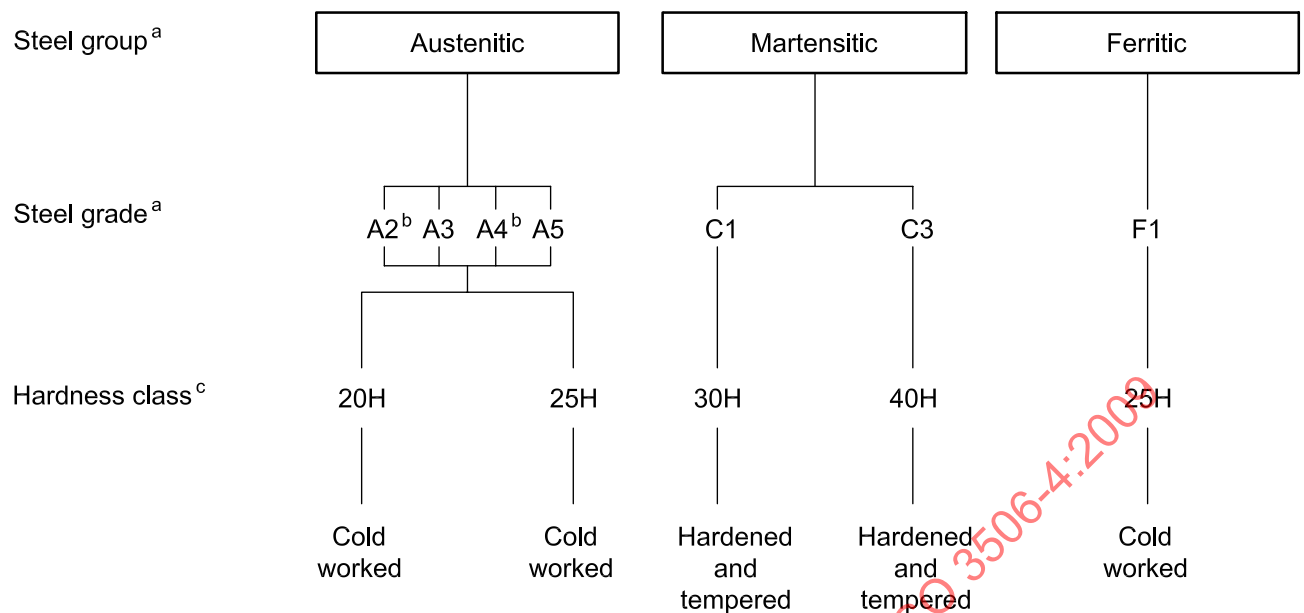 Steel group a
Austenitic
Martensitic
Ferritic
Steel grade a
A2 b
A3
A4 b
A5
C1
C3
F1
Hardness class c
20H
25H
30H
40H
25H
Cold
worked
Cold
worked
Hardened
and
tempered
Hardened
and
tempered
Cold
worked
3506-4:2009